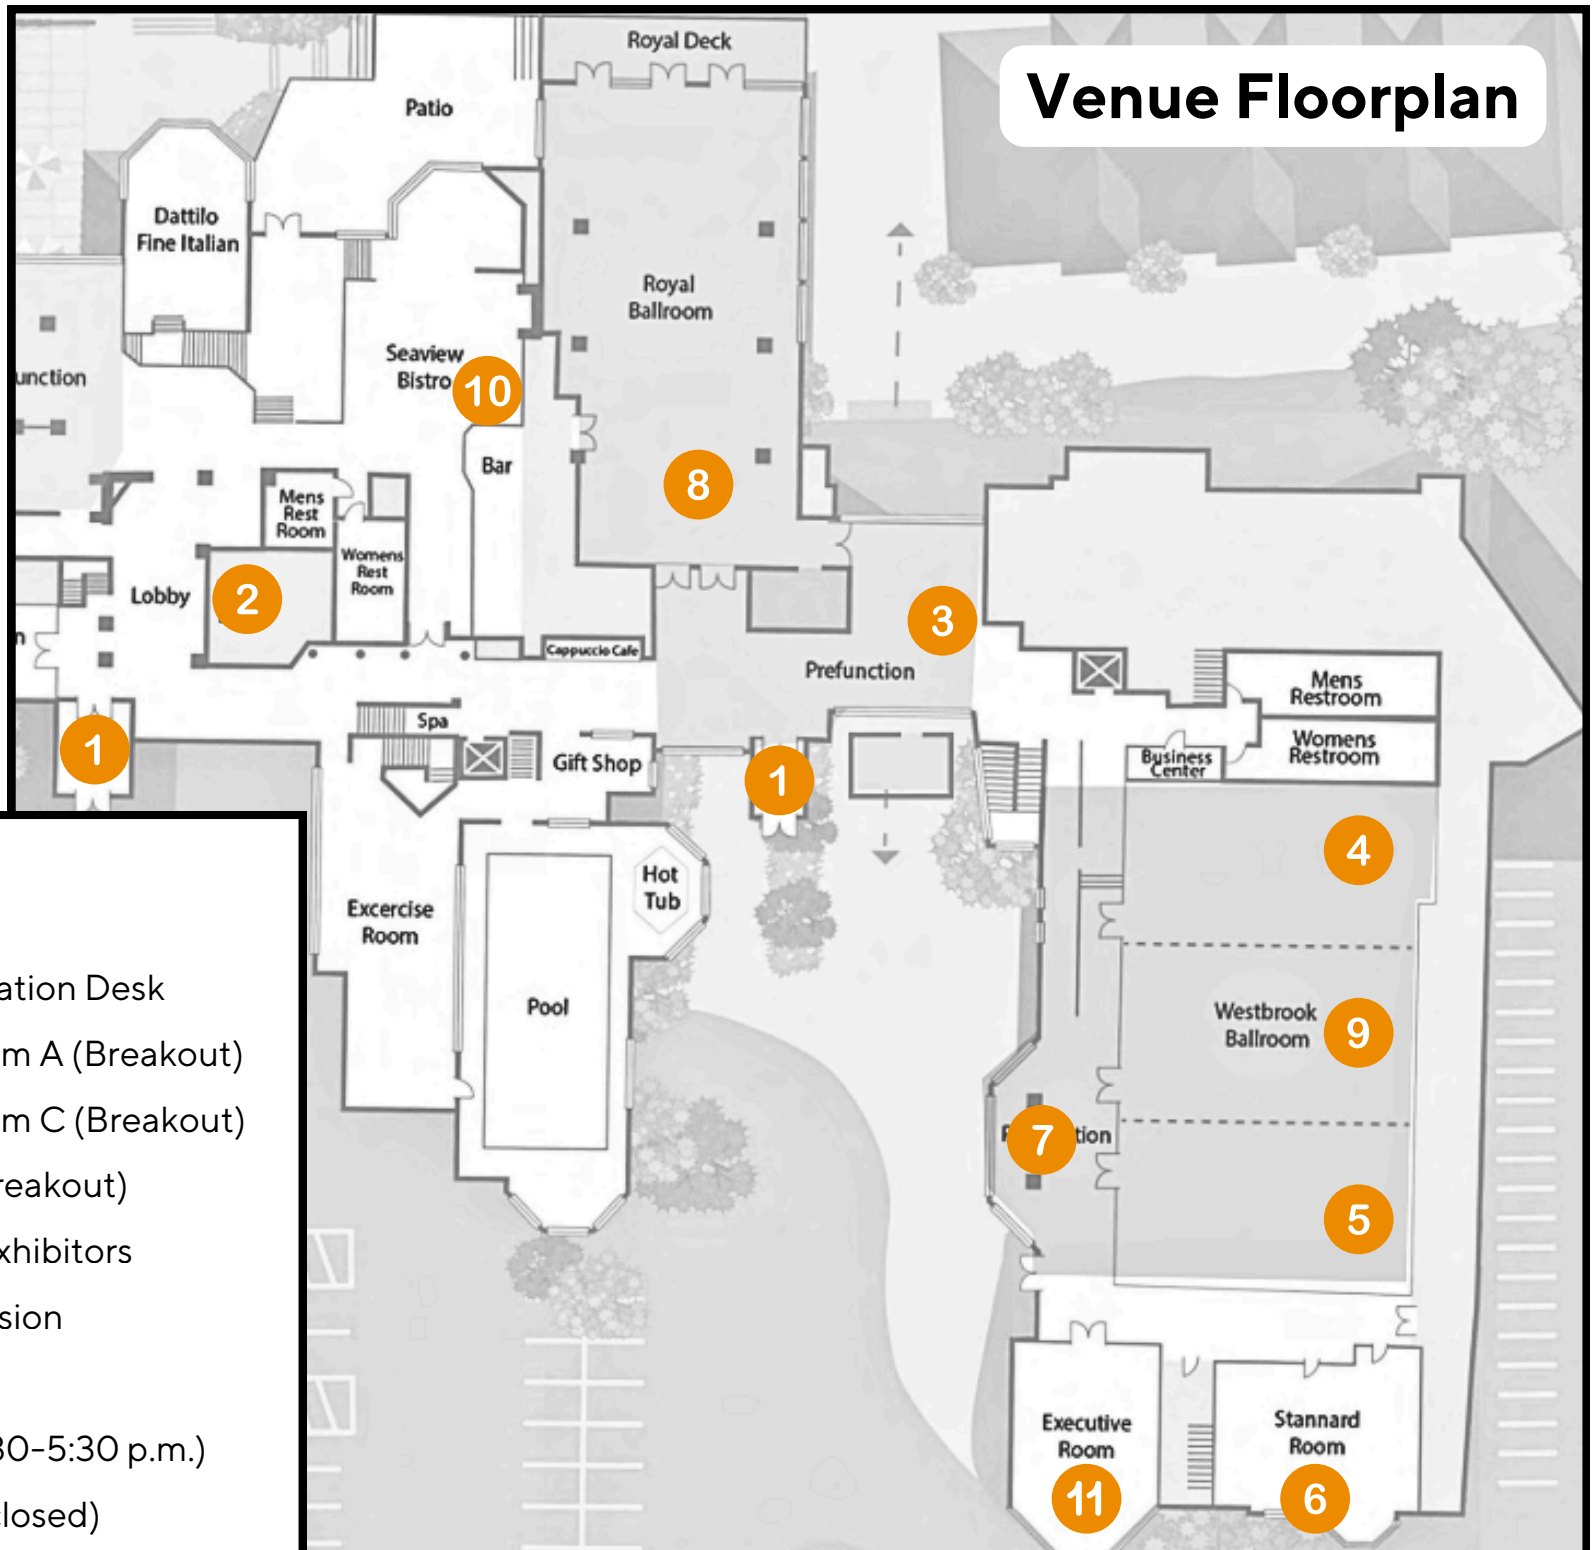 Venue Floorplan
Royal Deck
Patio
Dattilo
Fine Italian
Royal
Ballroom
unction
Seaview
Bistro
10
Bar
8
Mens
Rest
Room
Womens
Rest
Room
Lobby
2
n
3
Cappuccio Cafe
Prefunction
Mens
Restroom
Womens
Restroom
Business
Center
Spa
Gift Shop
1
1
4
Hot
Tub
Excercise
Room
Pool
Westbrook
Ballroom
9
7
tion
5
ation Desk
m A (Breakout)
m C (Breakout)
reakout)
xhibitors
sion
30-5:30 p.m.)
closed)
Executive
Room
11
Stannard
Room
6